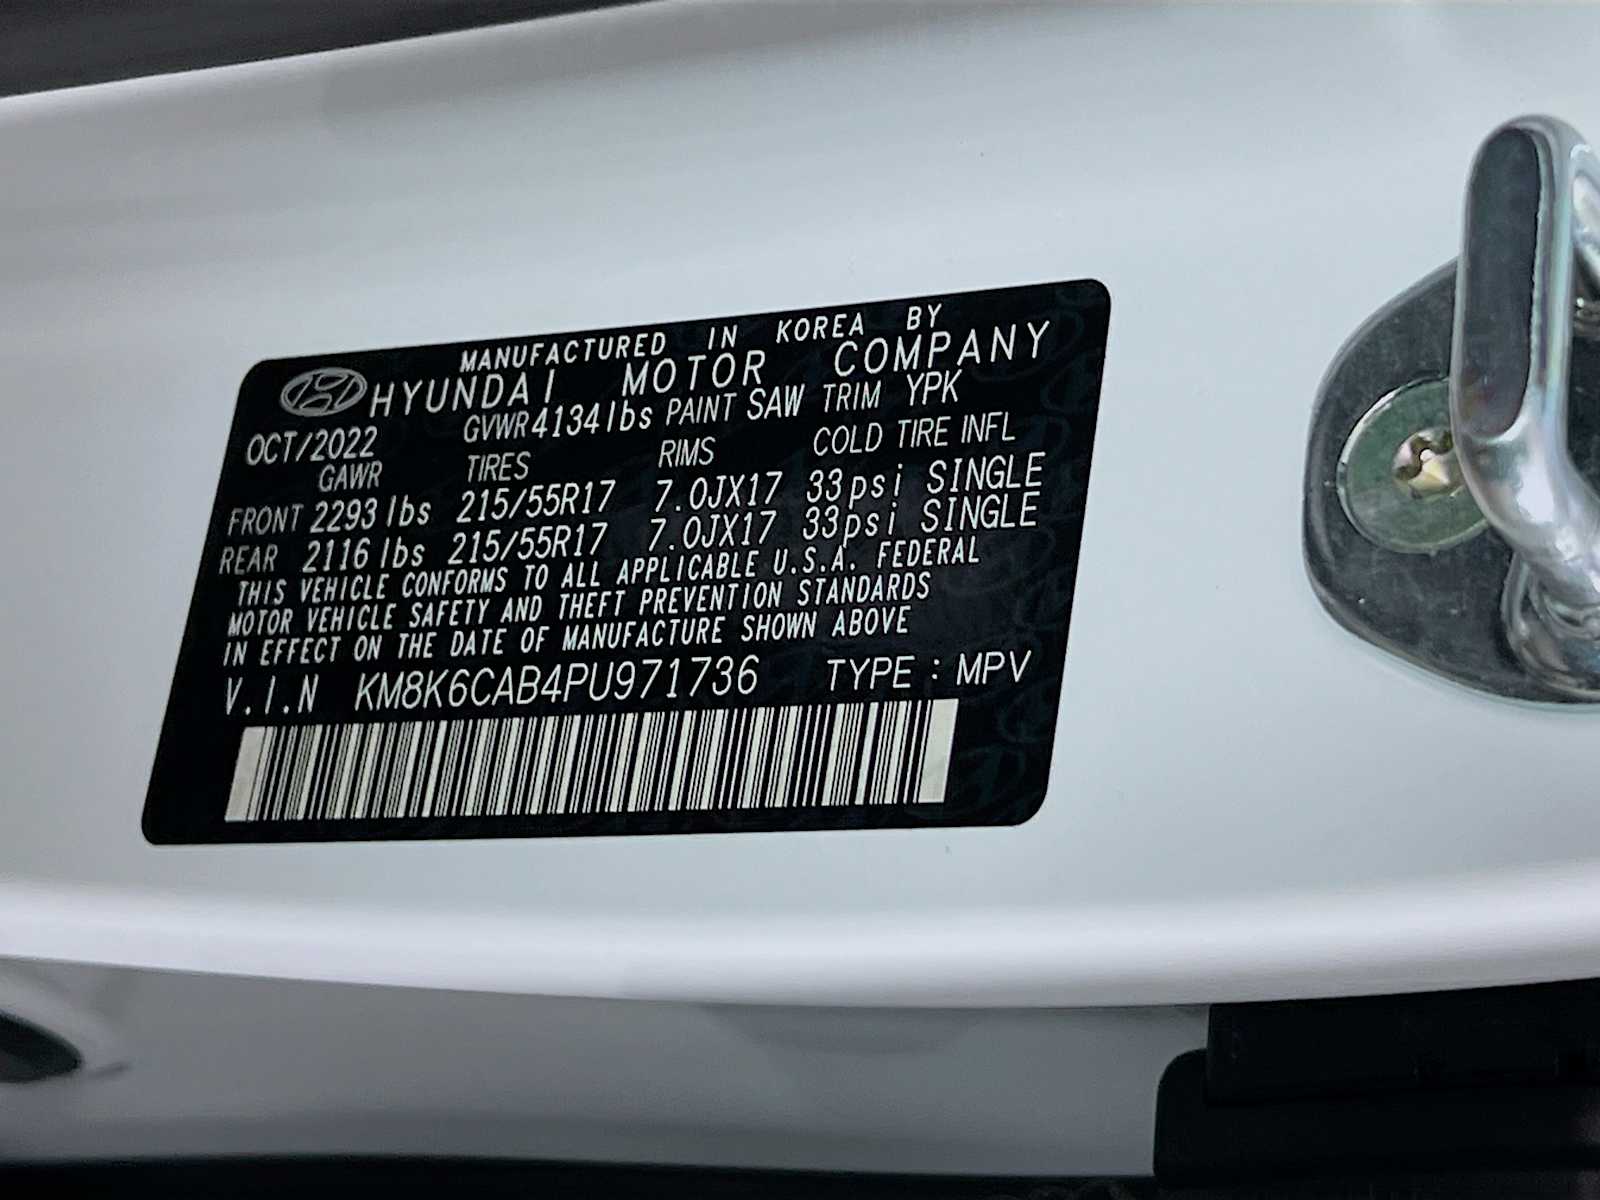 MANUFACTURED IN KOREA BY
HYUNDAI MOTOR COMPANY
OCT/2022 GVWR 4134lbs PAINT SAW TRIM YPK
GAWR TIRES RIMS COLD TIRE INFL
FRONT 2293 lbs 215/55R17 7.0JX17 33psi SINGLE
REAR 2116 lbs 215/55R17 7.0JX17 33psi SINGLE
THIS VEHICLE CONFORMS TO ALL APPLICABLE U.S.A. FEDERAL
MOTOR VEHICLE SAFETY AND THEFT PREVENTION STANDARDS
IN EFFECT ON THE DATE OF MANUFACTURE SHOWN ABOVE
V.I.N KM8K6CAB4PU971736 TYPE : MPV